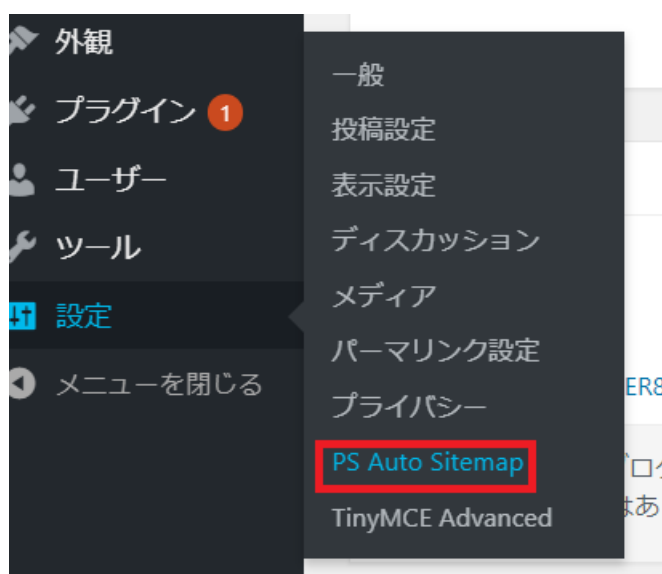 外観
プラグイン 1
ユーザー
ツール
設定
メニューを閉じる
一般
投稿設定
表示設定
ディスカッション
メディア
パーマリンク設定
プライバシー
PS Auto Sitemap
TinyMCE Advanced
ER8
はあ